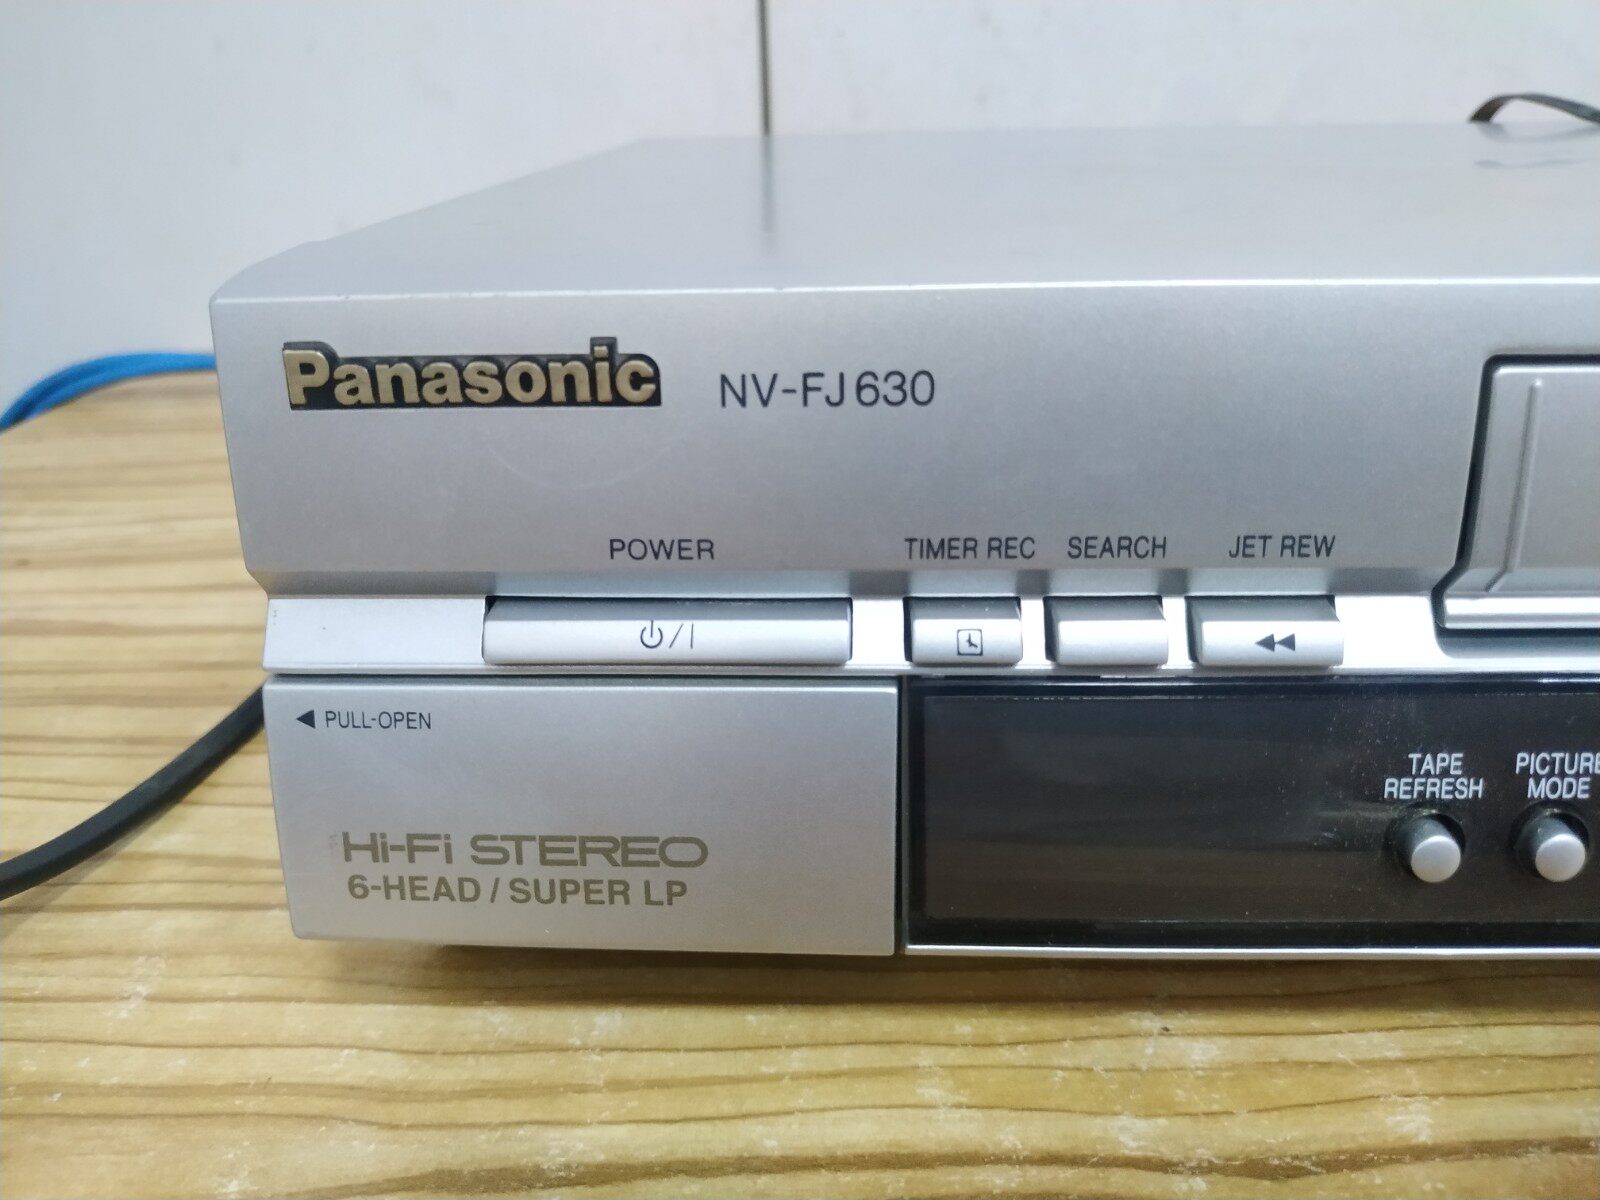 Panasonic NV-FJ630
POWER TIMER REC SEARCH JET REW
⏻/|
◀ PULL-OPEN
TAPE REFRESH
PICTURE MODE
Hi-Fi STEREO
6-HEAD / SUPER LP